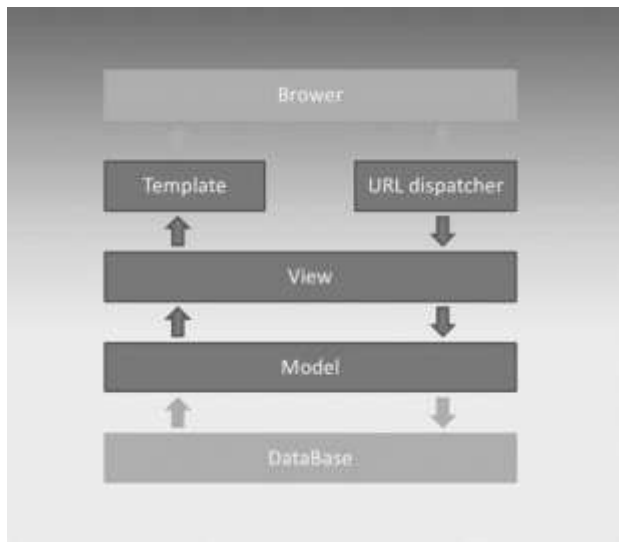 Brower
Template
URL dispatcher
View
Model
DataBase